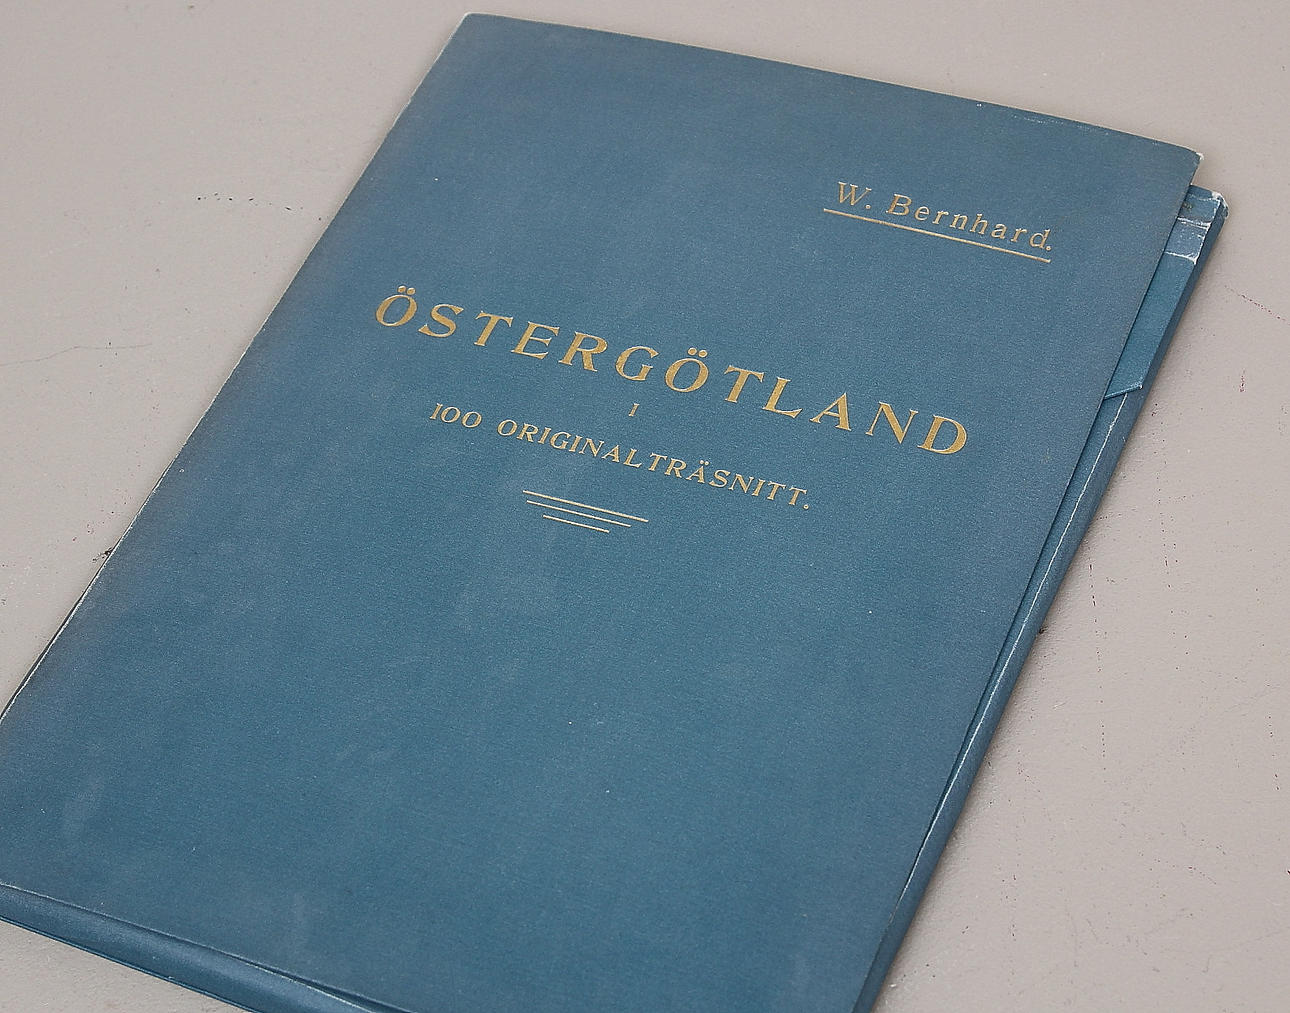 W. Bernhard.
ÖSTERGÖTLAND
I
100 ORIGINALTRÄSNITT.